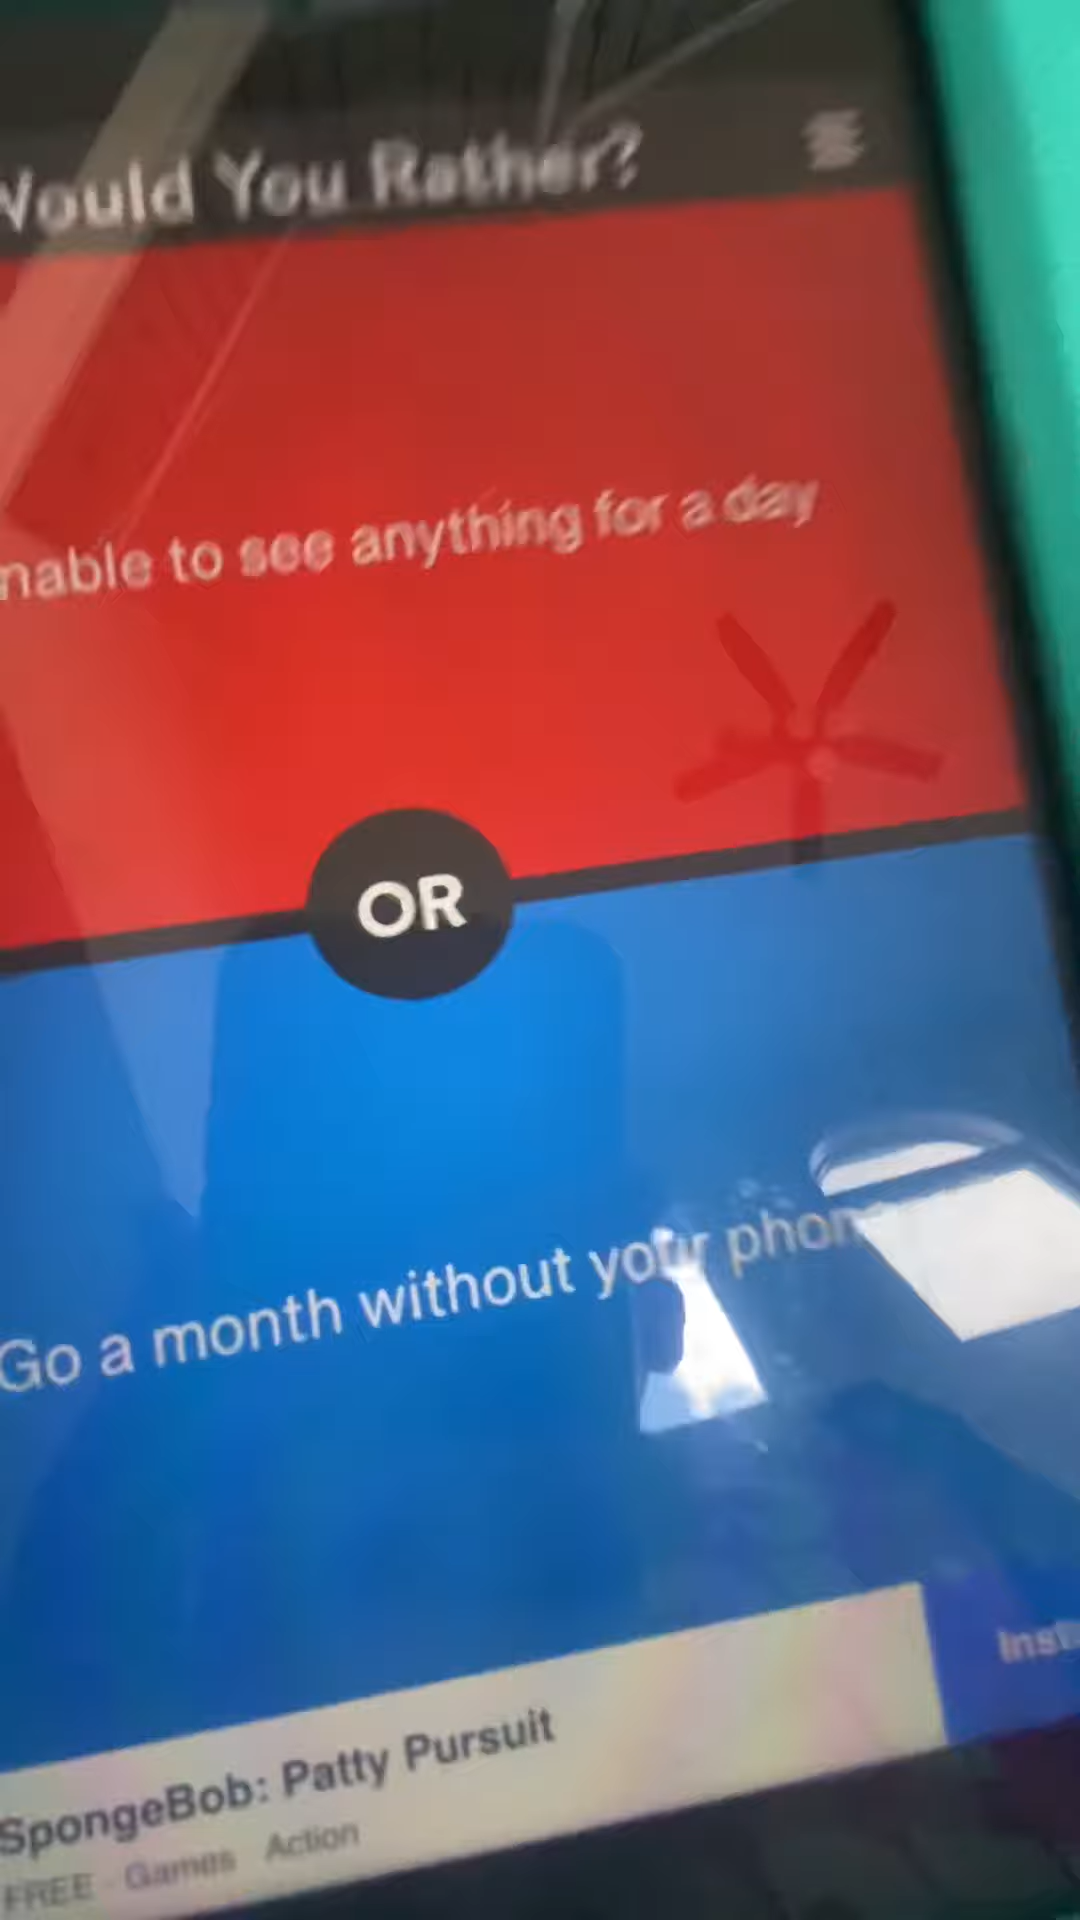 Would You Rather?
nable to see anything for a day
OR
Go a month without your phon
SpongeBob: Patty Pursuit
FREE Games Action